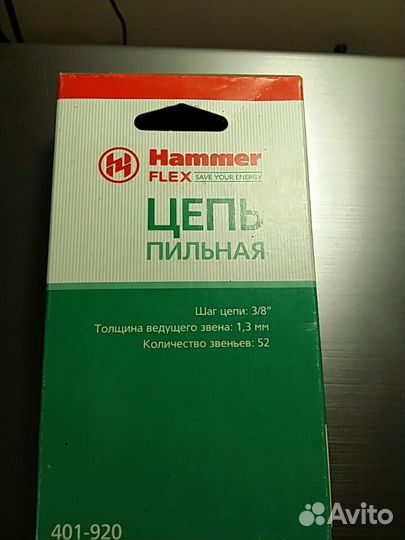 Hammer
FLEX SAVE YOUR ENERGY
ЦЕПЬ
ПИЛЬНАЯ
Шаг цепи: 3/8"
Толщина ведущего звена: 1,3 мм
Количество звеньев: 52
401-920
Avito